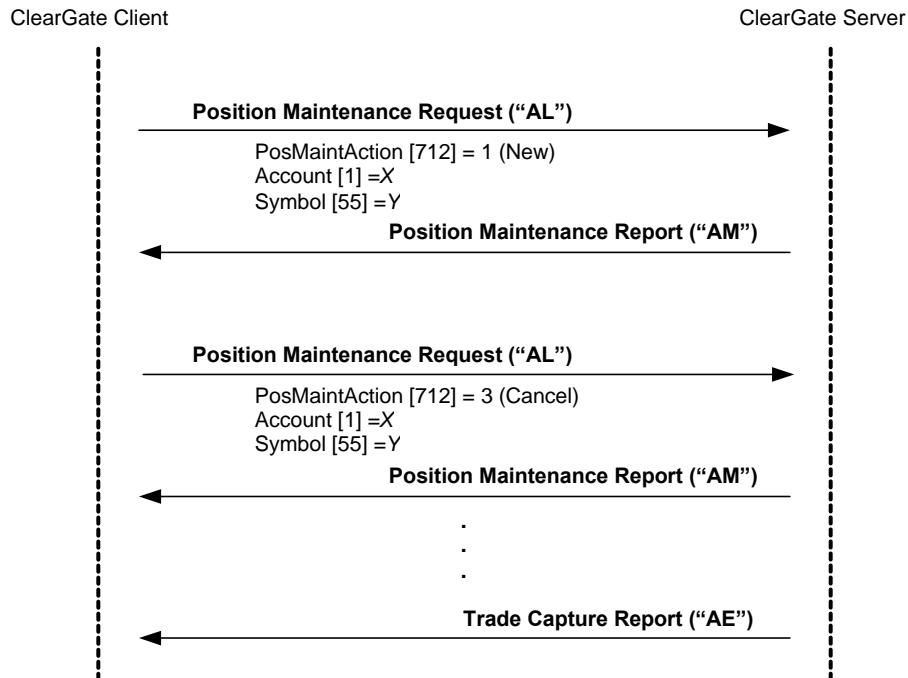 ClearGate Client
ClearGate Server
Position Maintenance Request (“AL”)
PosMaintAction [712] = 1 (New)
Account [1] =X
Symbol [55] =Y
Position Maintenance Report (“AM”)
Position Maintenance Request (“AL”)
PosMaintAction [712] = 3 (Cancel)
Account [1] =X
Symbol [55] =Y
Position Maintenance Report (“AM”)
.
.
.
Trade Capture Report (“AE”)